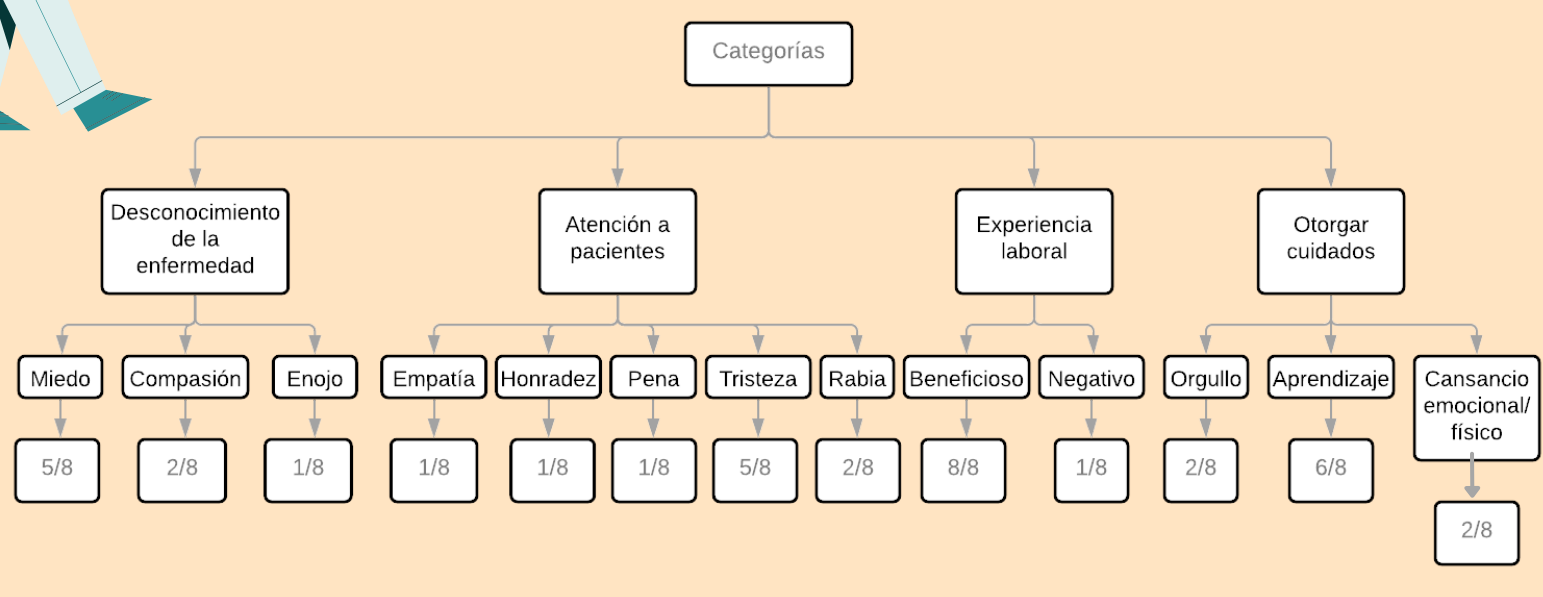 Categorías
Desconocimiento
de la
enfermedad
Atención a
pacientes
Experiencia
laboral
Otorgar
cuidados
Miedo
Compasión
Enojo
Empatía
Honradez
Pena
Tristeza
Rabia
Beneficioso
Negativo
Orgullo
Aprendizaje
Cansancio
emocional/
físico
5/8
2/8
1/8
1/8
1/8
1/8
5/8
2/8
8/8
1/8
2/8
6/8
2/8